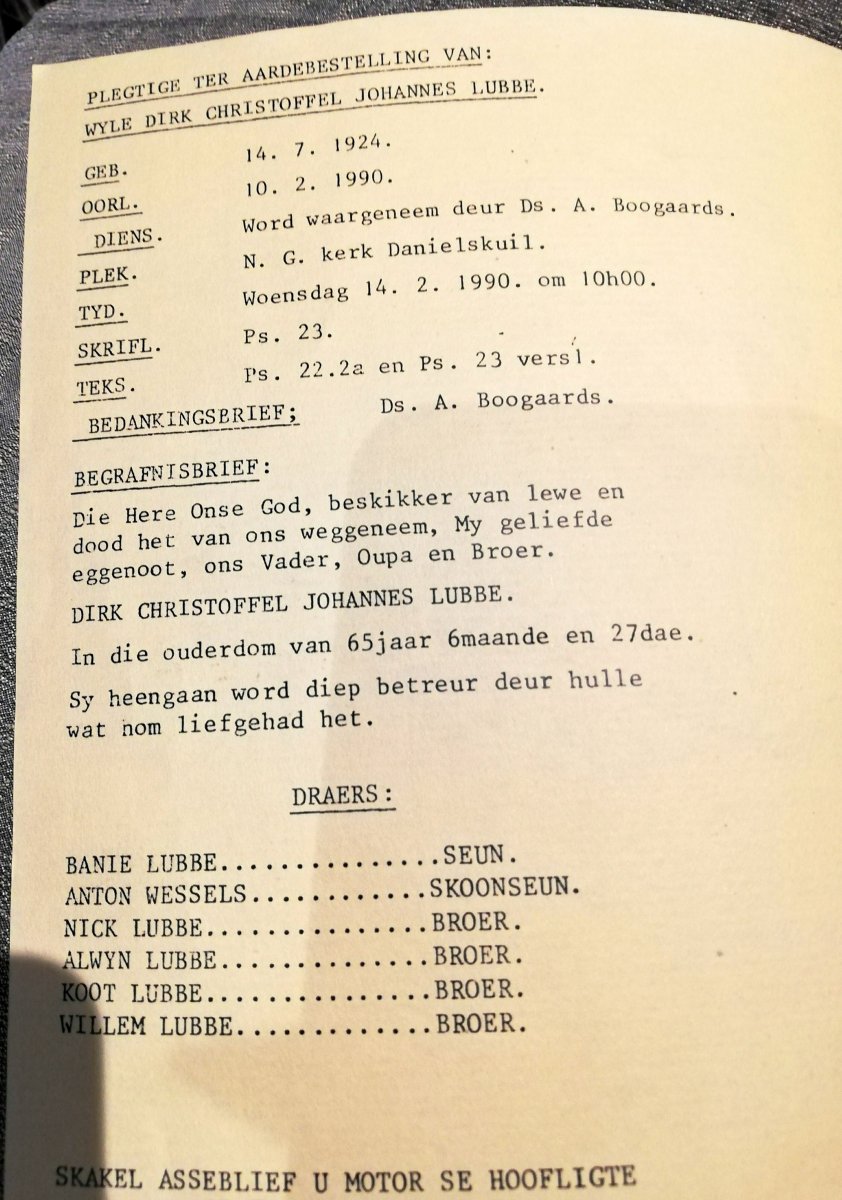 PLEGTIGE TER AARDEBESTELLING VAN:
WYLE DIRK CHRISTOFFEL JOHANNES LUBBE.
GEB. 14. 7. 1924.
OORL. 10. 2. 1990.
DIENS. Word waargeneem deur Ds. A. Boogaards.
PLEK. N. G. kerk Danielskuil.
TYD. Woensdag 14. 2. 1990. om 10h00.
SKRIFL. Ps. 23.
TEKS. Ps. 22.2a en Ps. 23 vers1.
BEDANKINGSBRIEF; Ds. A. Boogaards.
BEGRAFNISBRIEF:
Die Here Onse God, beskikker van lewe en
dood het van ons weggeneem, My geliefde
eggenoot, ons Vader, Oupa en Broer.
DIRK CHRISTOFFEL JOHANNES LUBBE.
In die ouderdom van 65jaar 6maande en 27dae.
Sy heengaan word diep betreur deur hulle
wat hom liefgehad het.
DRAERS:
BANIE LUBBE...............SEUN.
ANTON WESSELS............SKOONSEUN.
NICK LUBBE...............BROER.
ALWYN LUBBE..............BROER.
KOOT LUBBE...............BROER.
WILLEM LUBBE.............BROER.
SKAKEL ASSEBLIEF U MOTOR SE HOOFLIGTE